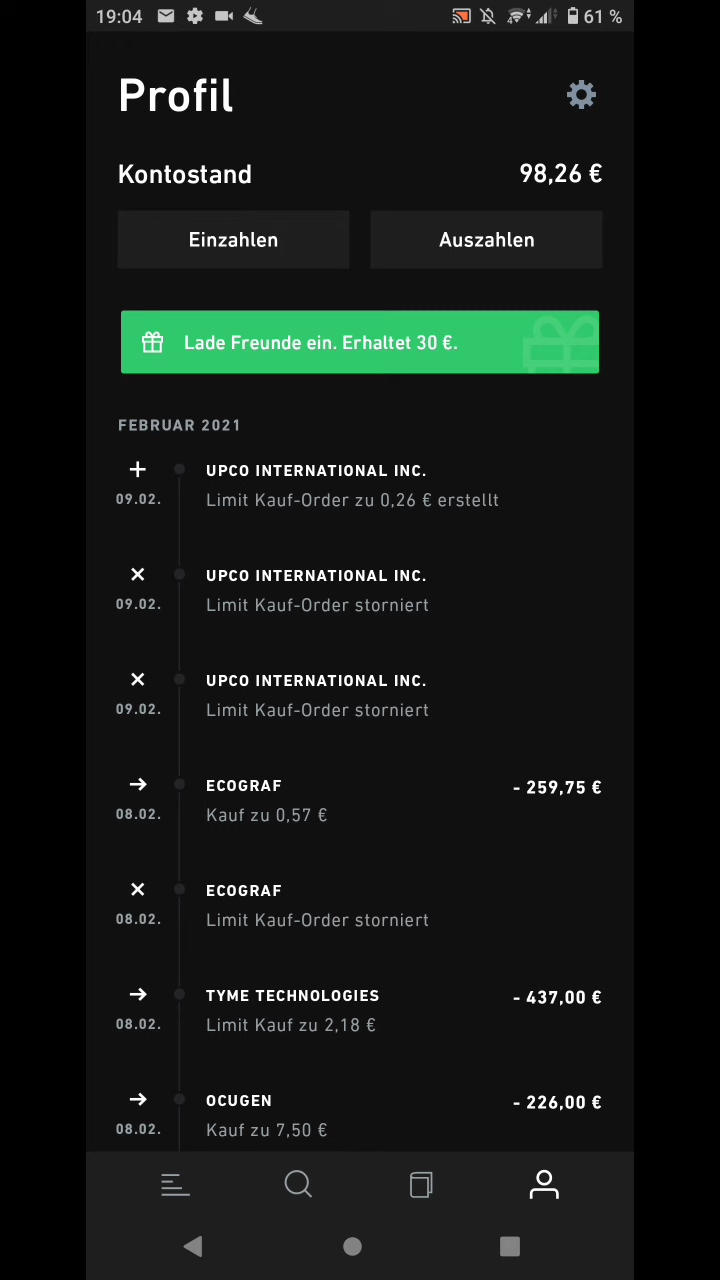 19:04 61 %
Profil
Kontostand 98,26 €
Einzahlen Auszahlen
Lade Freunde ein. Erhaltet 30 €.
FEBRUAR 2021
UPCO INTERNATIONAL INC.
09.02. Limit Kauf-Order zu 0,26 € erstellt
UPCO INTERNATIONAL INC.
09.02. Limit Kauf-Order storniert
UPCO INTERNATIONAL INC.
09.02. Limit Kauf-Order storniert
ECOGRAF - 259,75 €
08.02. Kauf zu 0,57 €
ECOGRAF
08.02. Limit Kauf-Order storniert
TYME TECHNOLOGIES - 437,00 €
08.02. Limit Kauf zu 2,18 €
OCUGEN - 226,00 €
08.02. Kauf zu 7,50 €